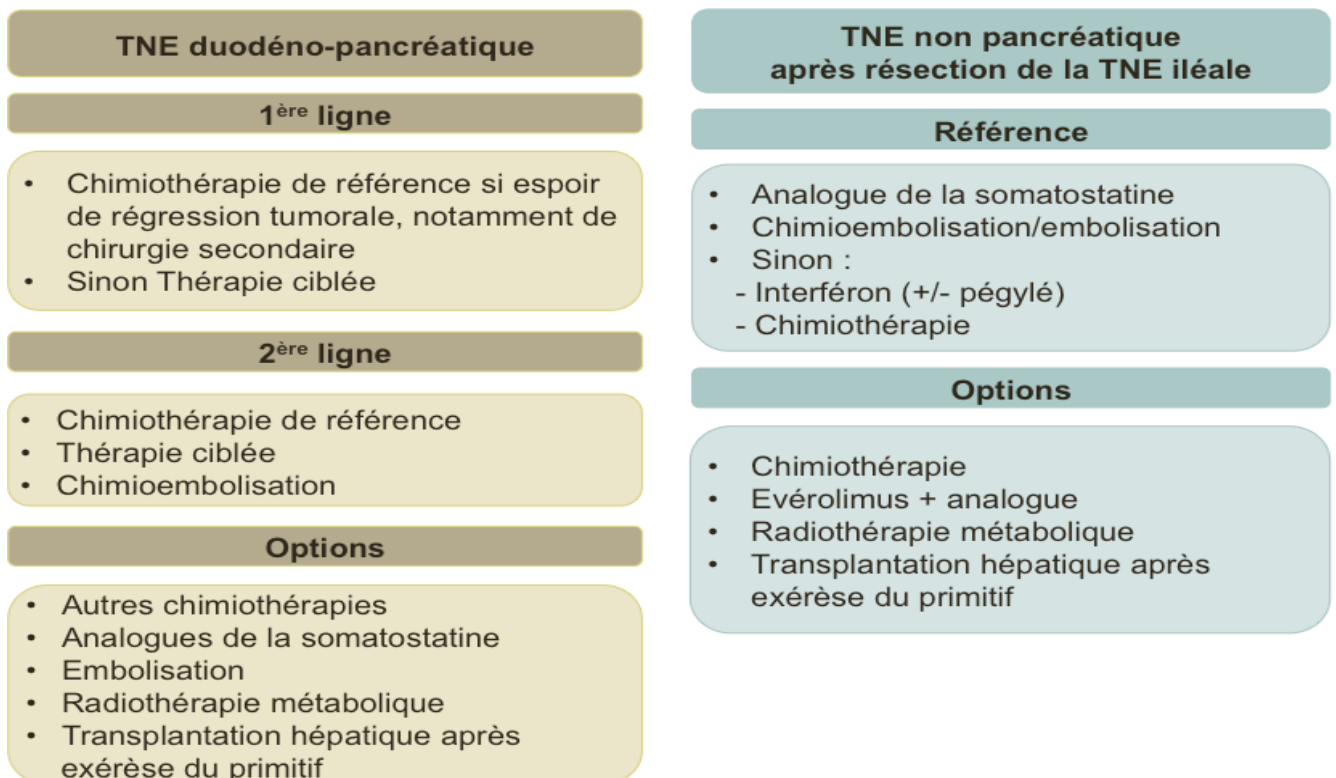 TNE duodéno-pancréatique
1ère ligne
• Chimiothérapie de référence si espoir
de régression tumorale, notamment de
chirurgie secondaire
• Sinon Thérapie ciblée
2ère ligne
• Chimiothérapie de référence
• Thérapie ciblée
• Chimioembolisation
Options
• Autres chimiothérapies
• Analogues de la somatostatine
• Embolisation
• Radiothérapie métabolique
• Transplantation hépatique après
exérèse du primitif
TNE non pancréatique
après résection de la TNE iléale
Référence
• Analogue de la somatostatine
• Chimioembolisation/embolisation
• Sinon :
- Interféron (+/- pégylé)
- Chimiothérapie
Options
• Chimiothérapie
• Evérolimus + analogue
• Radiothérapie métabolique
• Transplantation hépatique après
exérèse du primitif